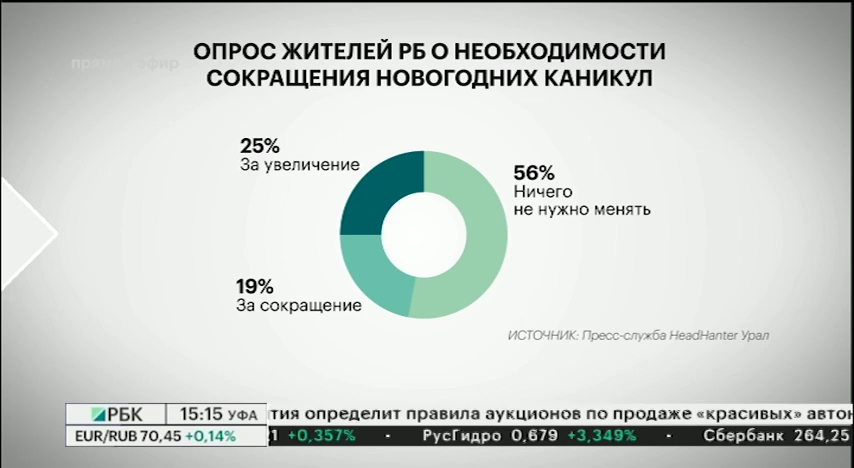 ОПРОС ЖИТЕЛЕЙ РБ О НЕОБХОДИМОСТИ
СОКРАЩЕНИЯ НОВОГОДНИХ КАНИКУЛ
25%
За увеличение
56%
Ничего
не нужно менять
19%
За сокращение
ИСТОЧНИК: Пресс-служба HeadHanter Урал
РБК
15:15 УФА
тия определит правила аукционов по продаже «красивых» автон
EUR/RUB 70,45 +0,14%
1 +0,357% РусГидро 0,679 +3,349% Сбербанк 264,25